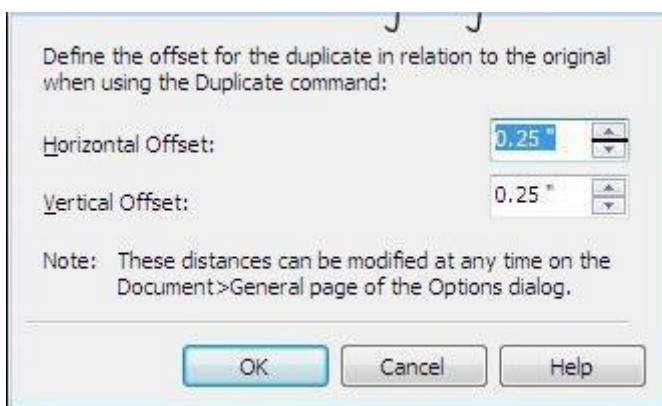 Define the offset for the duplicate in relation to the original
when using the Duplicate command:
Horizontal Offset: 0.25 "
Vertical Offset: 0.25 "
Note: These distances can be modified at any time on the
Document>General page of the Options dialog.
OK Cancel Help